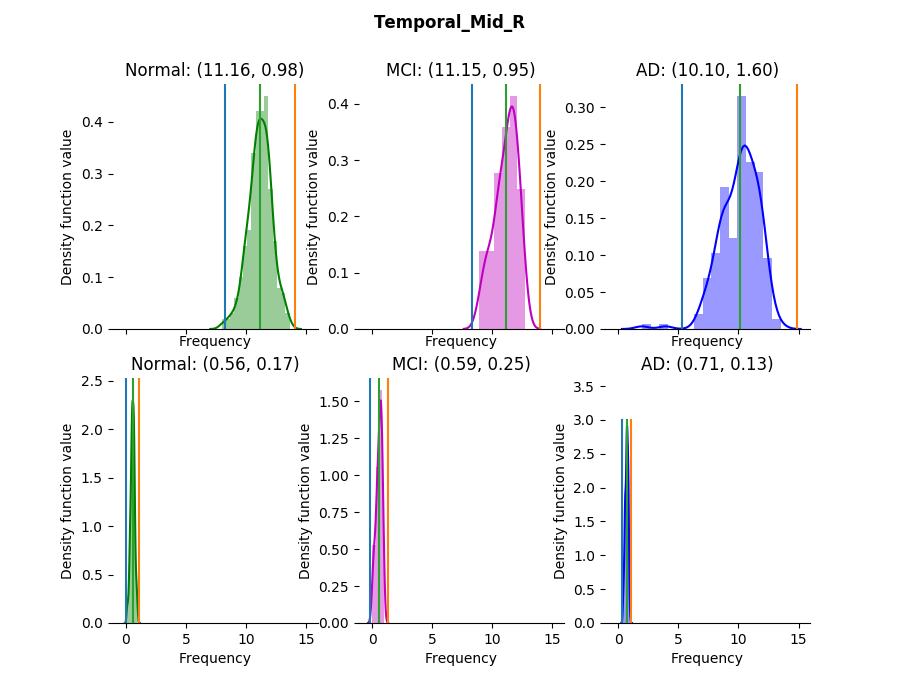 Temporal_Mid_R
Normal: (11.16, 0.98)
MCI: (11.15, 0.95)
AD: (10.10, 1.60)
Density function value
0.4
0.3
0.2
0.1
0.0
Frequency
Density function value
0.4
0.3
0.2
0.1
0.0
Frequency
Density function value
0.30
0.25
0.20
0.15
0.10
0.05
0.00
Frequency
Normal: (0.56, 0.17)
MCI: (0.59, 0.25)
AD: (0.71, 0.13)
Density function value
2.5
2.0
1.5
1.0
0.5
0.0
0 5 10 15
Frequency
Density function value
1.50
1.25
1.00
0.75
0.50
0.25
0.00
0 5 10 15
Frequency
Density function value
3.5
3.0
2.5
2.0
1.5
1.0
0.5
0.0
0 5 10 15
Frequency